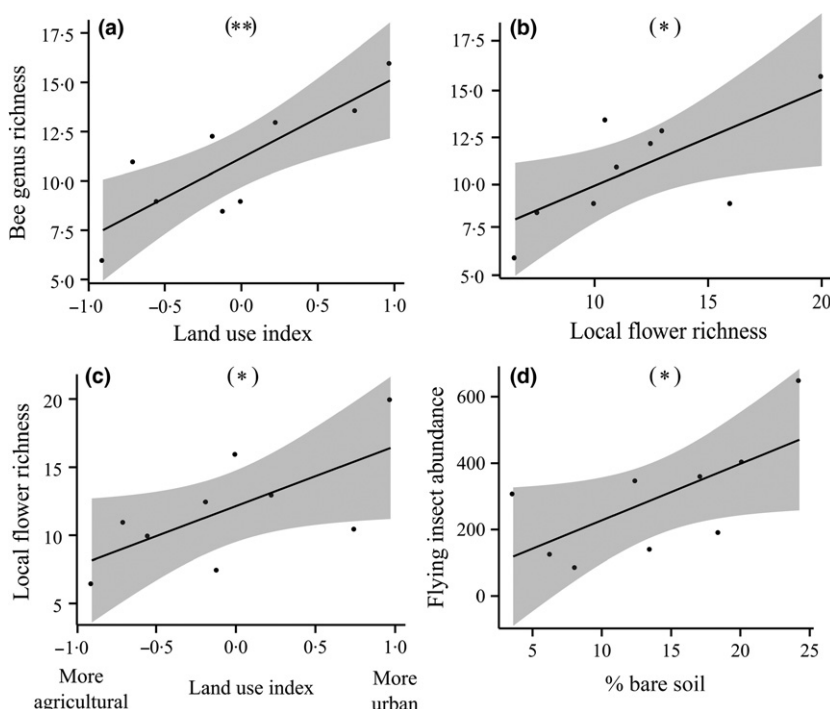 (a)
(**)
17·5
15·0
12·5
10·0
7·5
5·0
Bee genus richness
−1·0 −0·5 0·0 0·5 1·0
Land use index
(b)
(*)
17·5
15·0
12·5
10·0
7·5
5·0
10 15 20
Local flower richness
(c)
(*)
20
15
10
5
Local flower richness
−1·0 −0·5 0·0 0·5 1·0
More
agricultural
Land use index
More
urban
(d)
(*)
600
400
200
0
Flying insect abundance
5 10 15 20 25
% bare soil